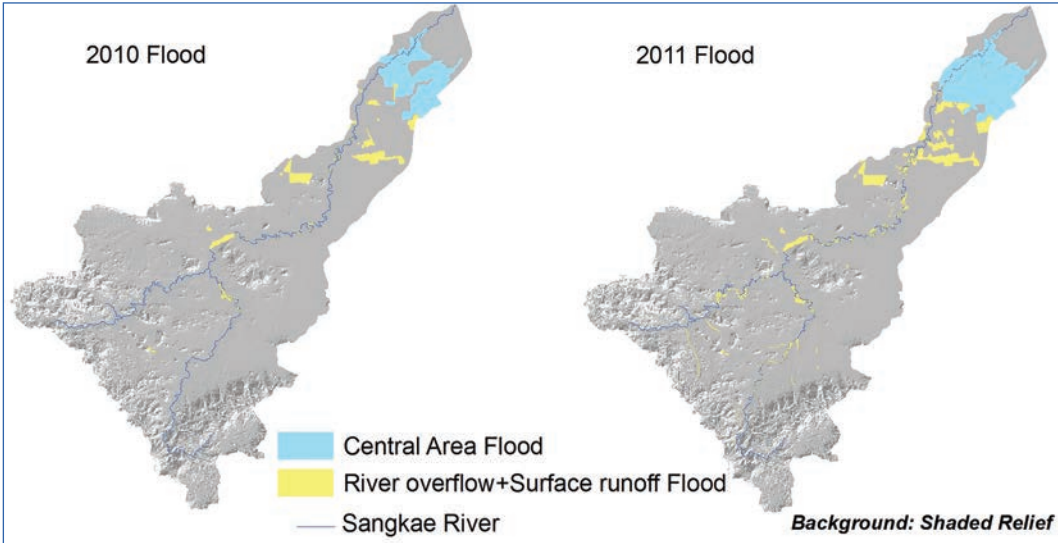 2010 Flood
2011 Flood
Central Area Flood
River overflow+Surface runoff Flood
Sangkae River
Background: Shaded Relief